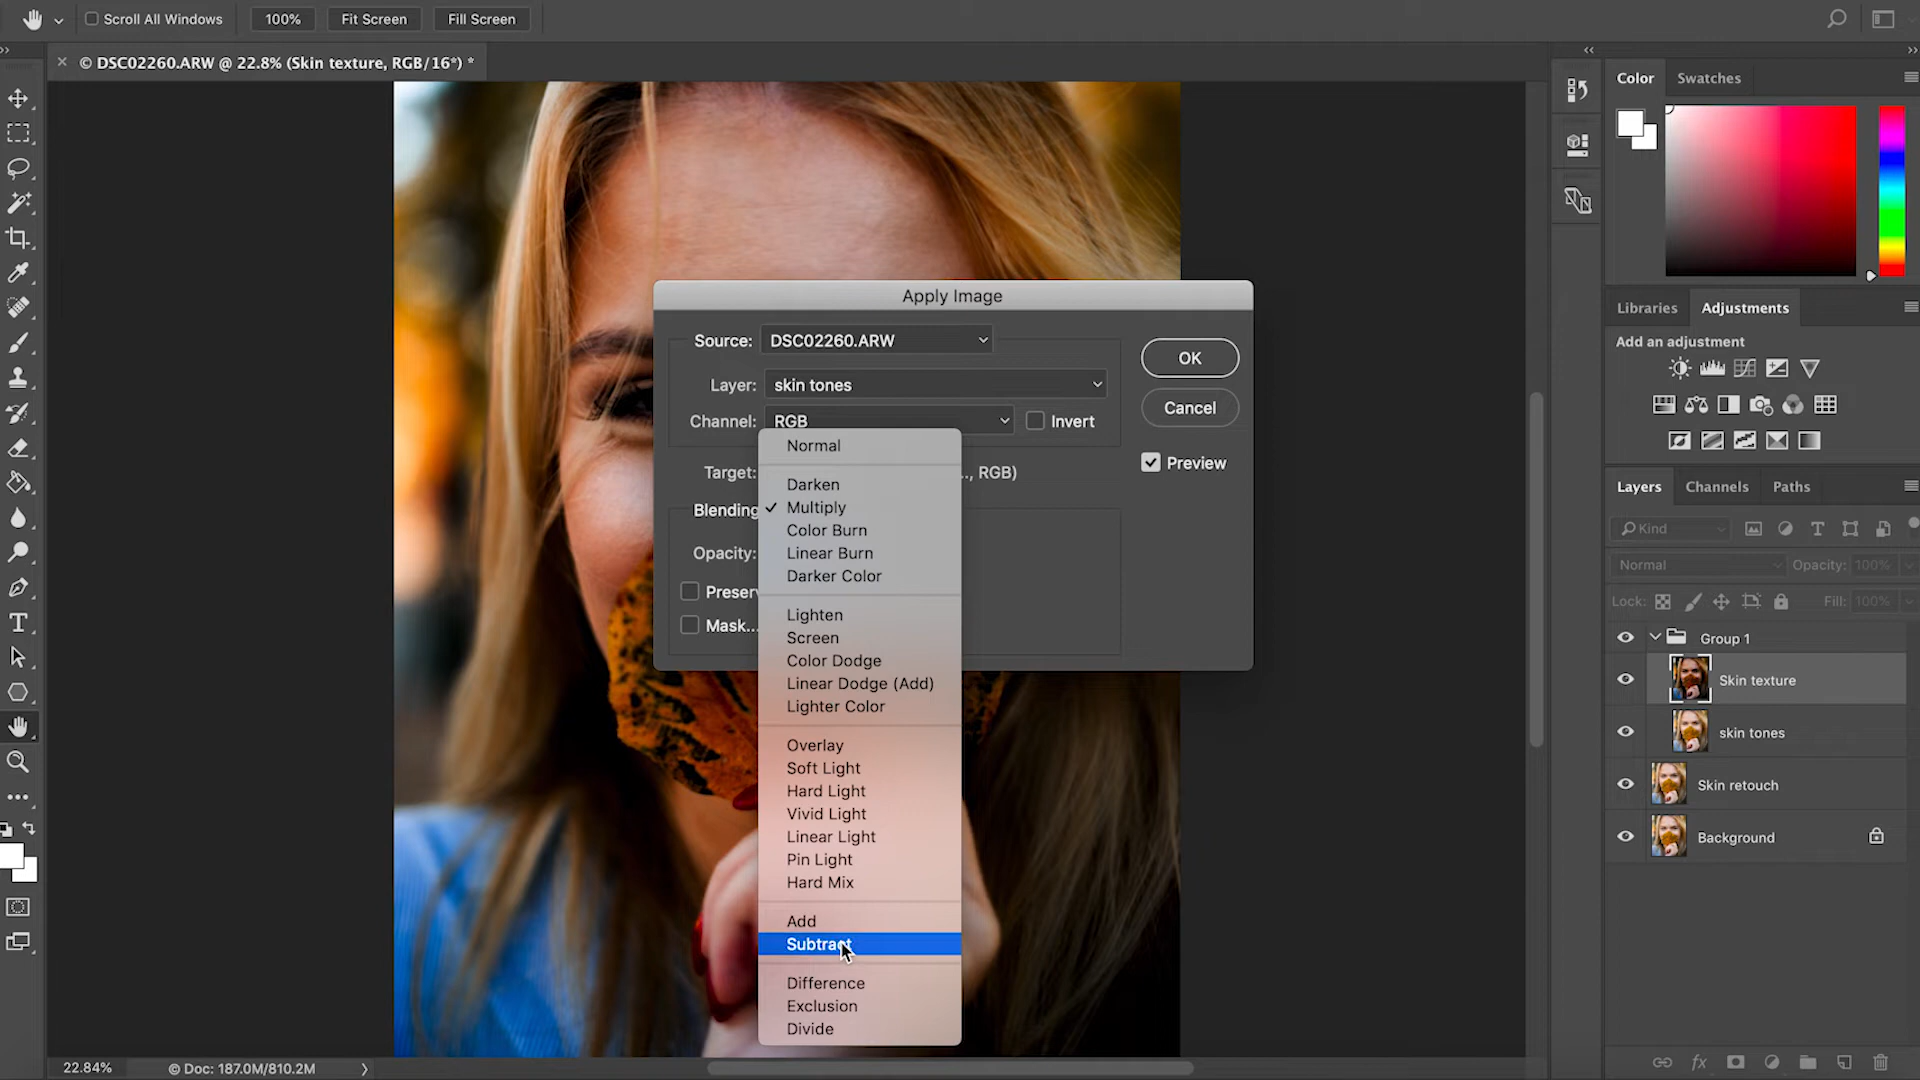 Scroll All Windows 100% Fit Screen Fill Screen
© DSC02260.ARW @ 22.8% (Skin texture, RGB/16*) *
Color Swatches
Apply Image
Source: DSC02260.ARW
Layer: skin tones
Channel: RGB Invert
Target: .., RGB)
Blending
Opacity:
Preserv
Mask...
OK
Cancel
Preview
Normal
Darken
Multiply
Color Burn
Linear Burn
Darker Color
Lighten
Screen
Color Dodge
Linear Dodge (Add)
Lighter Color
Overlay
Soft Light
Hard Light
Vivid Light
Linear Light
Pin Light
Hard Mix
Add
Subtract
Difference
Exclusion
Divide
Libraries Adjustments
Add an adjustment
Layers Channels Paths
Kind
Normal Opacity: 100%
Lock: Fill: 100%
Group 1
Skin texture
skin tones
Skin retouch
Background
fx
22.84% © Doc: 187.0M/810.2M